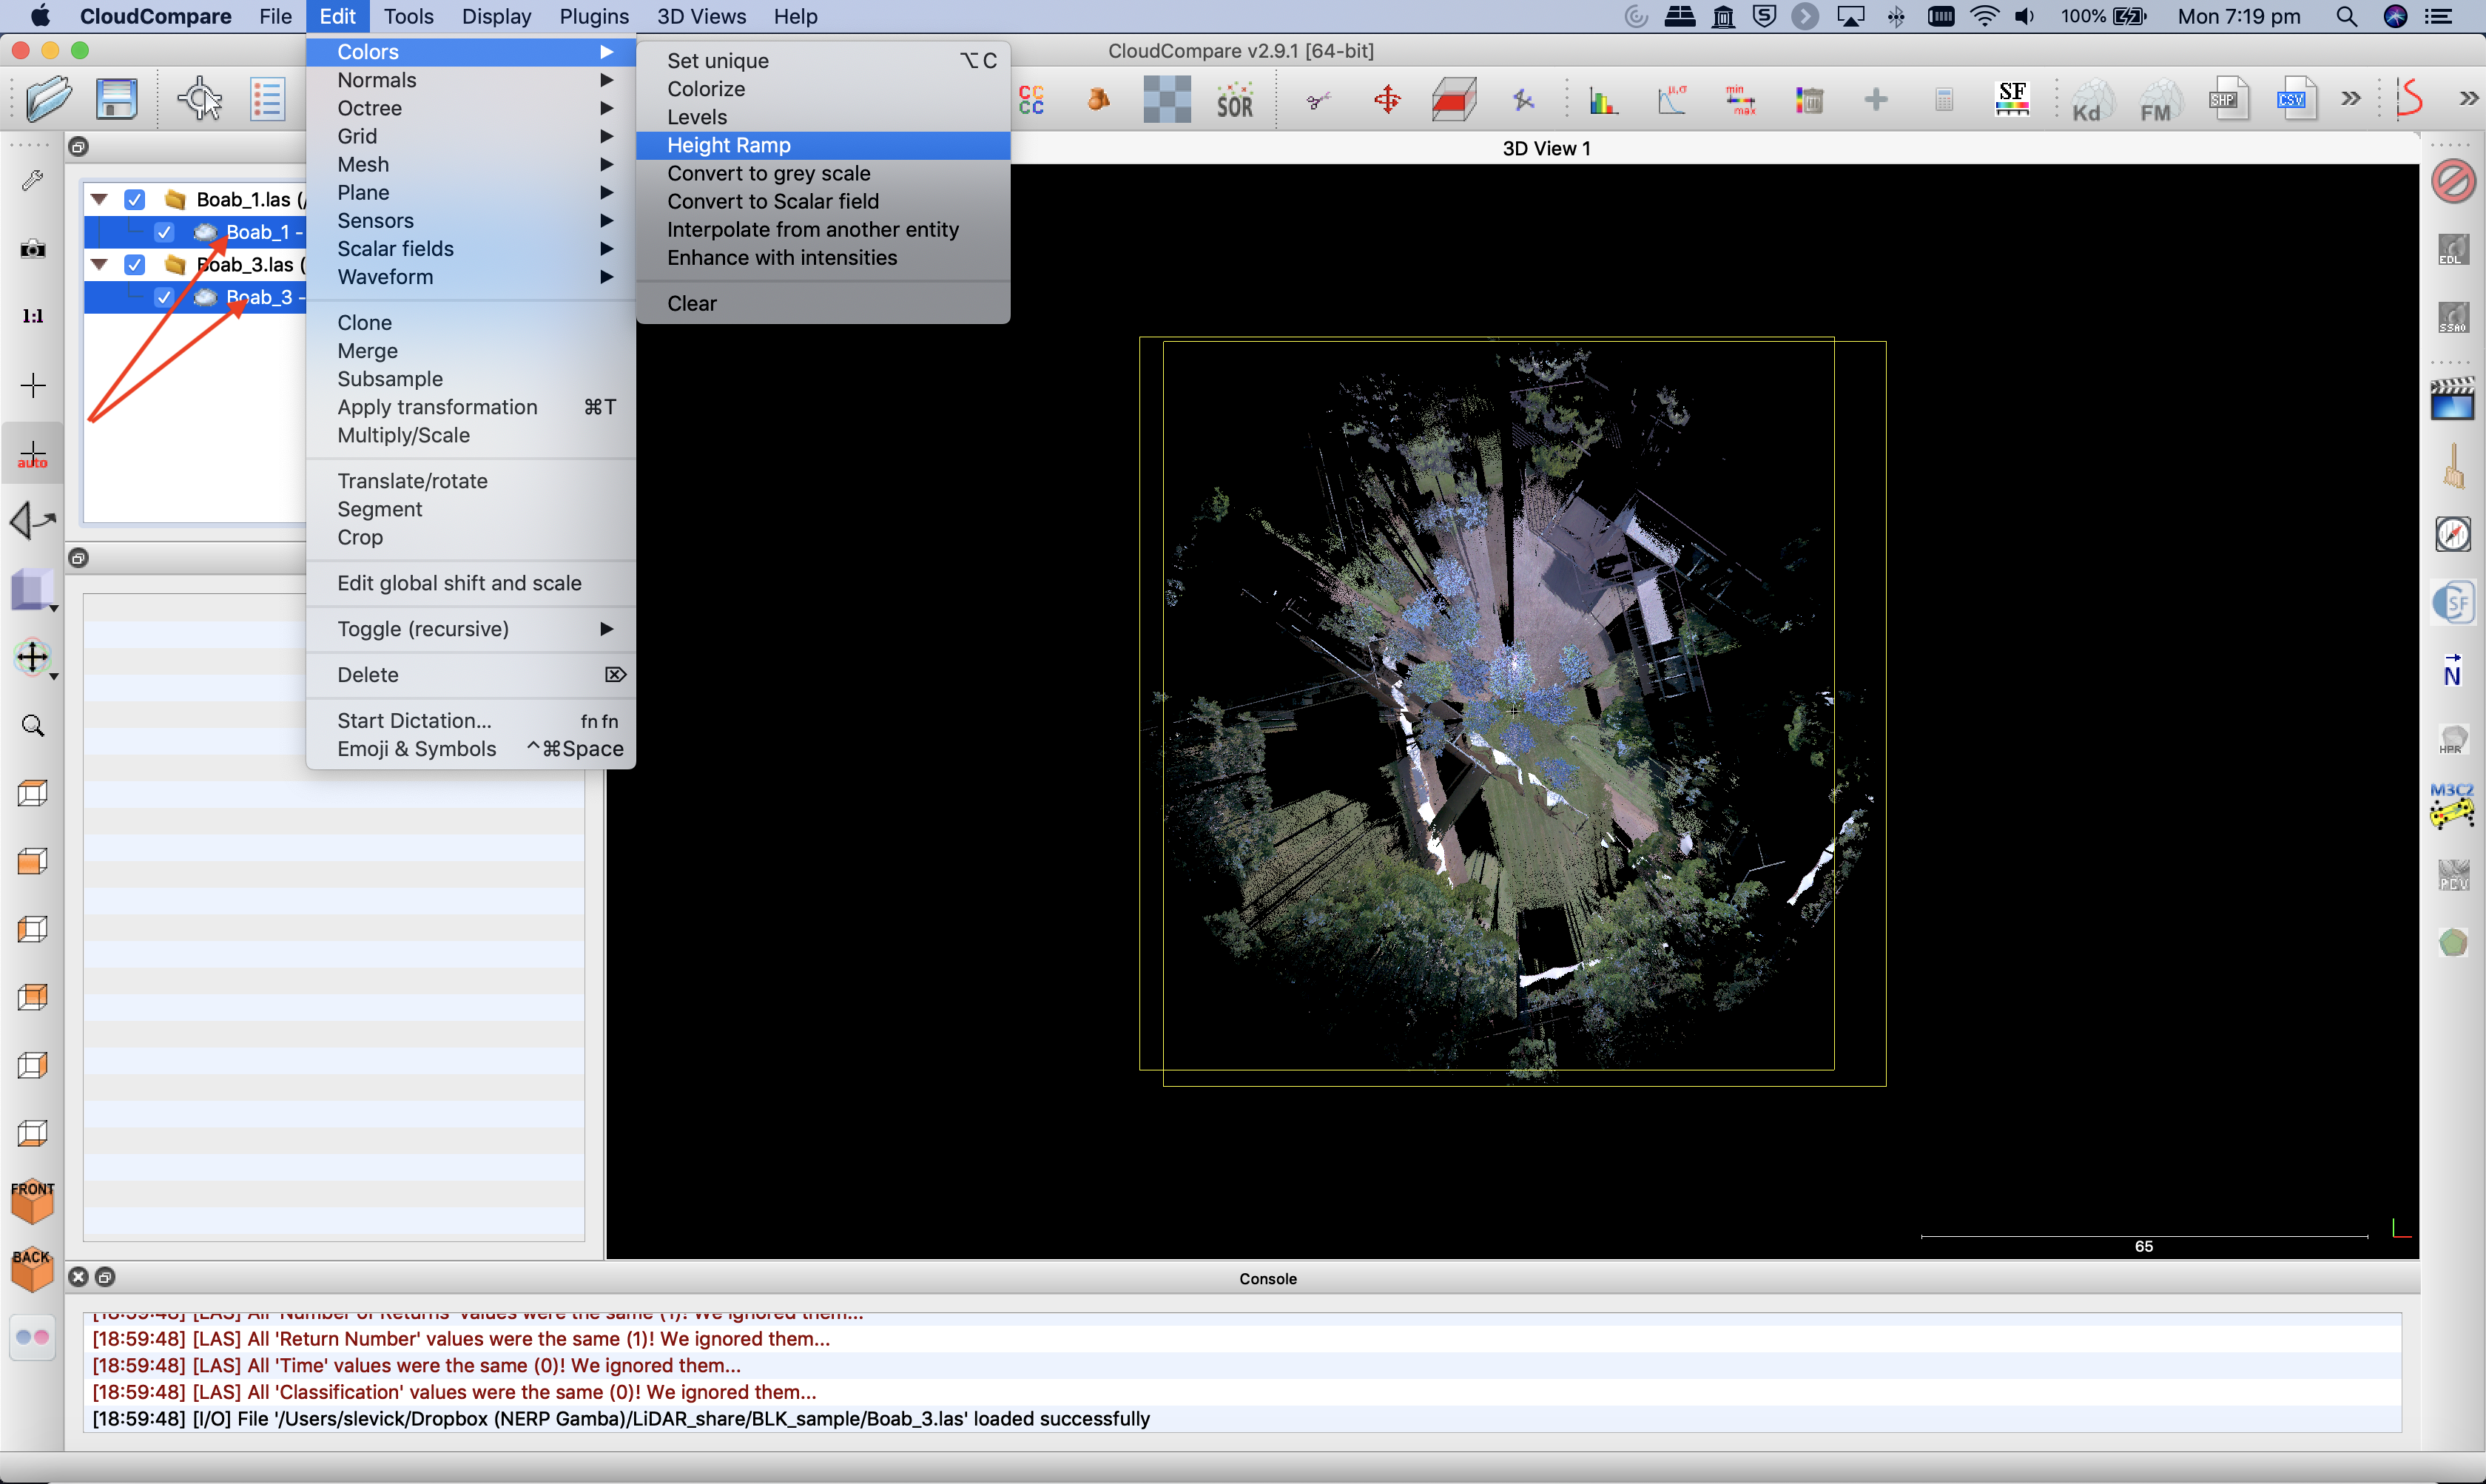 CloudCompare File Edit Tools Display Plugins 3D Views Help 100% Mon 7:19 pm
CloudCompare v2.9.1 [64-bit]
SOR SF Kd FM SHP CSV
min
max
μ,σ
CC
CC
3D View 1
Boab_1.las (
Boab_1 -
Boab_3.las (
Boab_3 -
Colors
Normals
Octree
Grid
Mesh
Plane
Sensors
Scalar fields
Waveform
Clone
Merge
Subsample
Apply transformation ⌘T
Multiply/Scale
Translate/rotate
Segment
Crop
Edit global shift and scale
Toggle (recursive)
Delete
Start Dictation... fn fn
Emoji & Symbols ^⌘Space
Set unique ⌥C
Colorize
Levels
Height Ramp
Convert to grey scale
Convert to Scalar field
Interpolate from another entity
Enhance with intensities
Clear
1:1
auto
FRONT
BACK
EDL
SSAO
SF
N
HPR
M3C2
PCV
65
Console
[18:59:48] [LAS] All 'Number of Returns' values were the same (1)! We ignored them...
[18:59:48] [LAS] All 'Return Number' values were the same (1)! We ignored them...
[18:59:48] [LAS] All 'Time' values were the same (0)! We ignored them...
[18:59:48] [LAS] All 'Classification' values were the same (0)! We ignored them...
[18:59:48] [I/O] File '/Users/slevick/Dropbox (NERP Gamba)/LiDAR_share/BLK_sample/Boab_3.las' loaded successfully